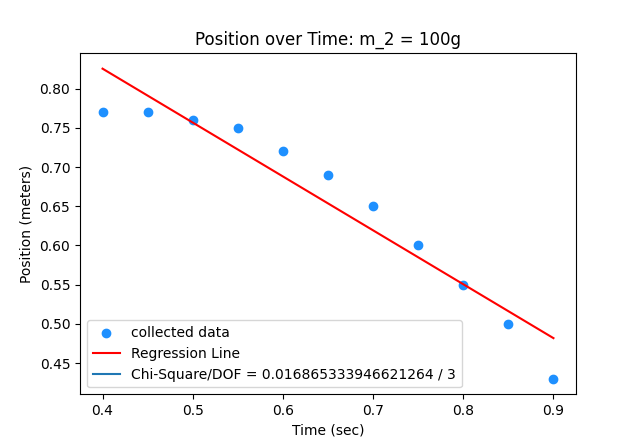 Position over Time: m_2 = 100g
Position (meters)
0.80
0.75
0.70
0.65
0.60
0.55
0.50
0.45
collected data
Regression Line
Chi-Square/DOF = 0.016865333946621264 / 3
0.4 0.5 0.6 0.7 0.8 0.9
Time (sec)